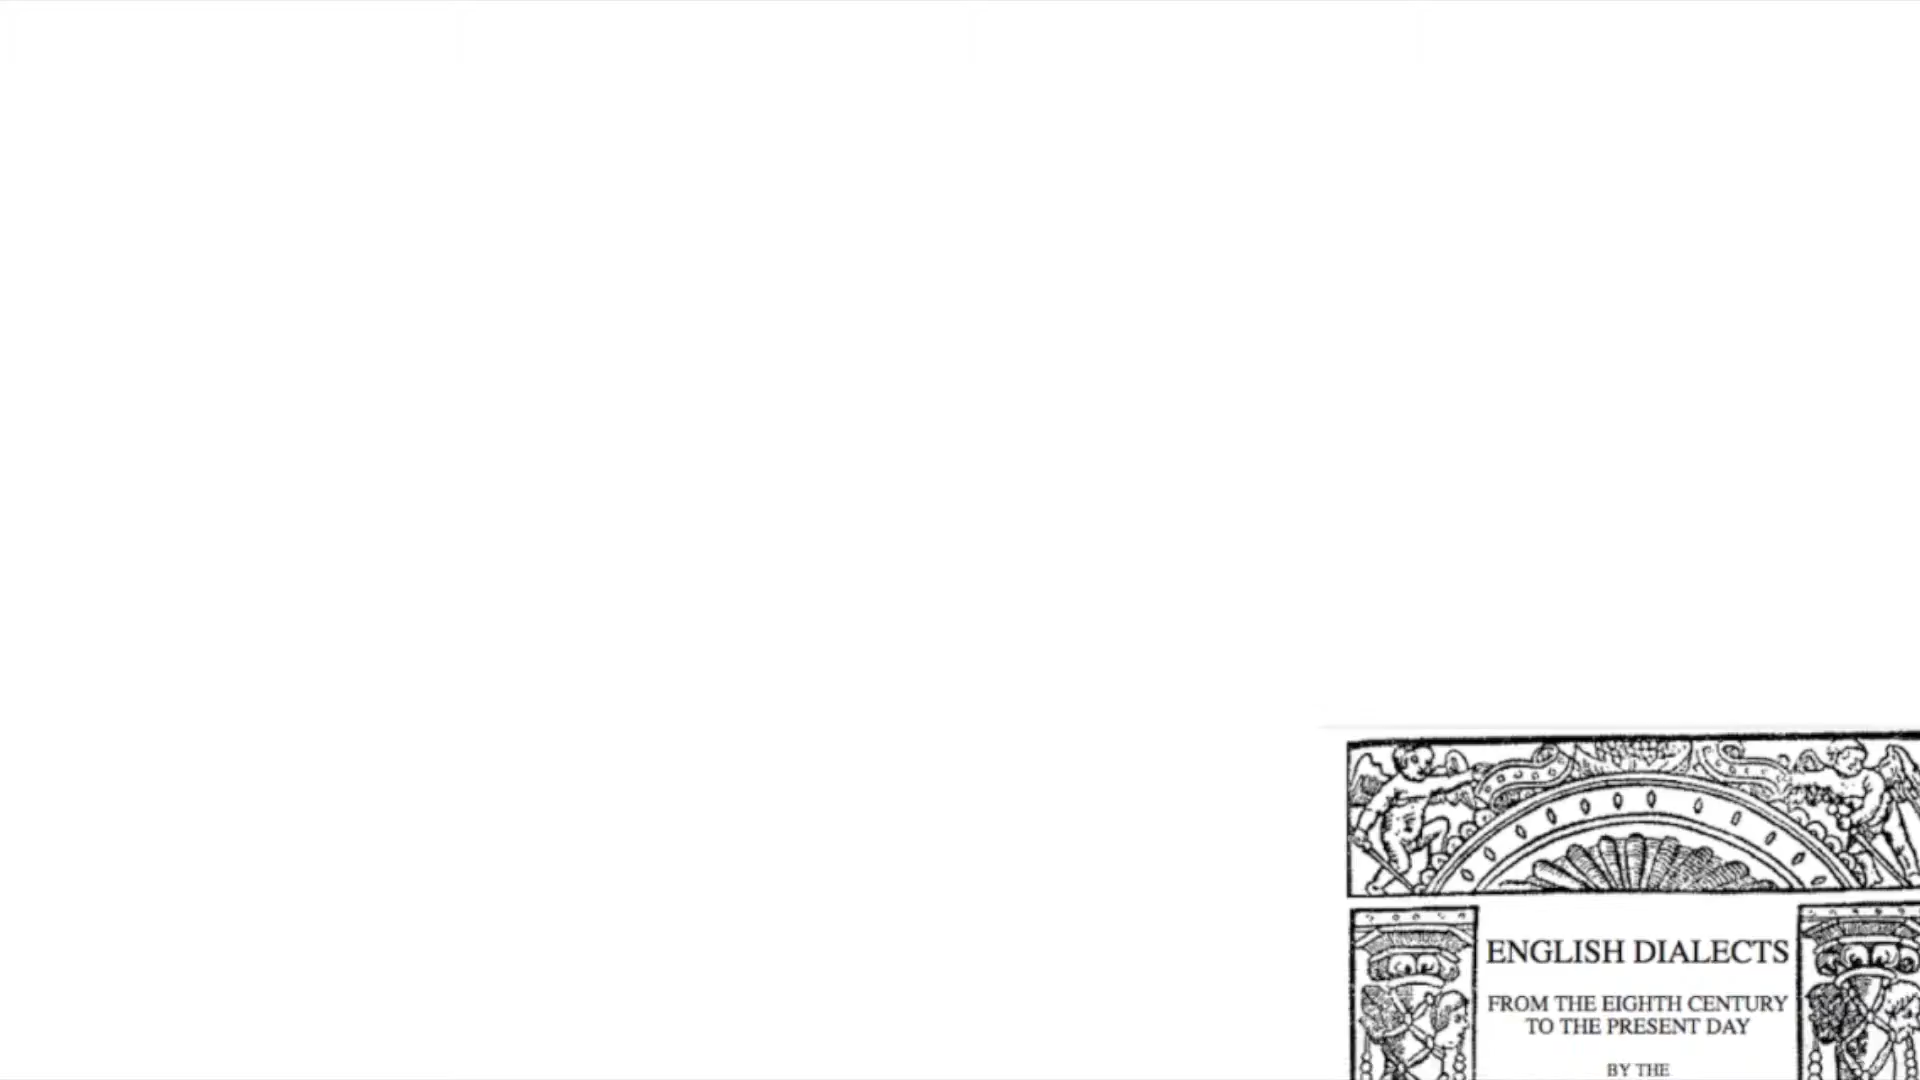 ENGLISH DIALECTS
FROM THE EIGHTH CENTURY
TO THE PRESENT DAY
BY THE